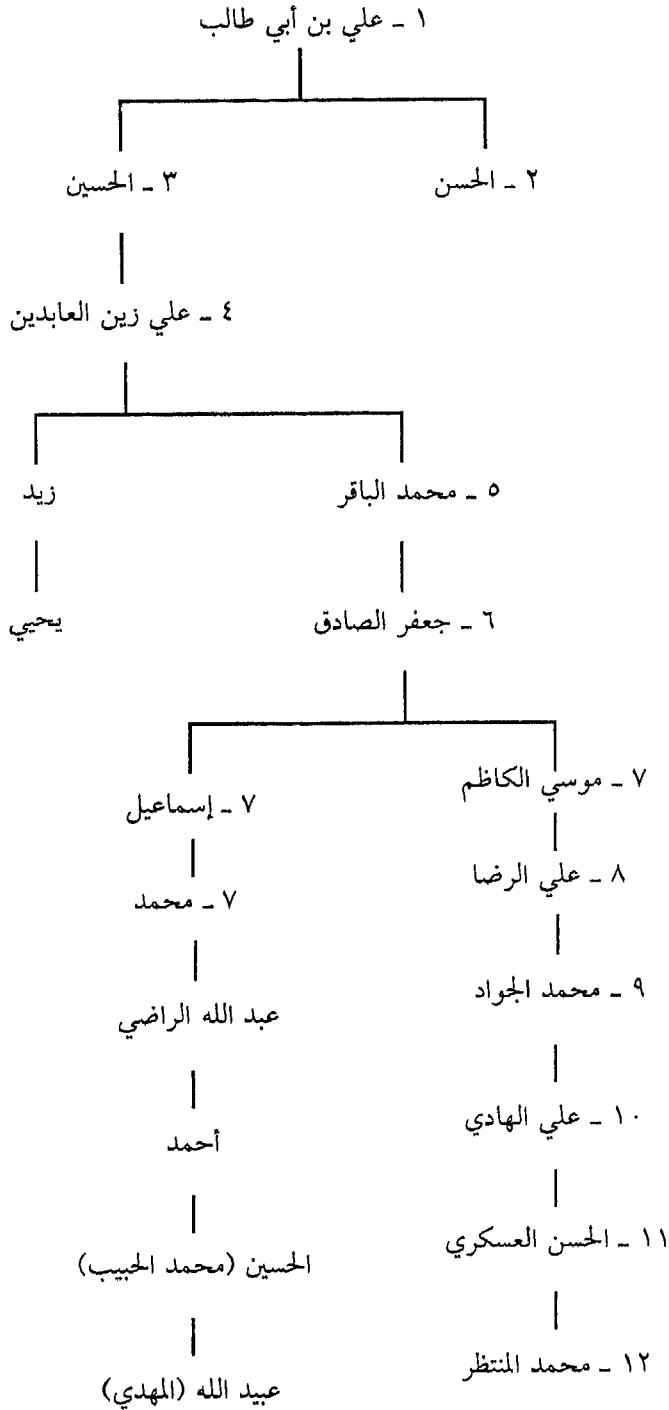 ١ ـ علي بن أبي طالب
٢ ـ الحسن
٣ ـ الحسين
٤ ـ علي زين العابدين
٥ ـ محمد الباقر
زيد
٦ ـ جعفر الصادق
يحيي
٧ ـ موسي الكاظم
٧ ـ إسماعيل
٨ ـ علي الرضا
٧ ـ محمد
٩ ـ محمد الجواد
عبد الله الراضي
١٠ ـ علي الهادي
أحمد
١١ ـ الحسن العسكري
الحسين (محمد الحبيب)
١٢ ـ محمد المنتظر
عبيد الله (المهدي)